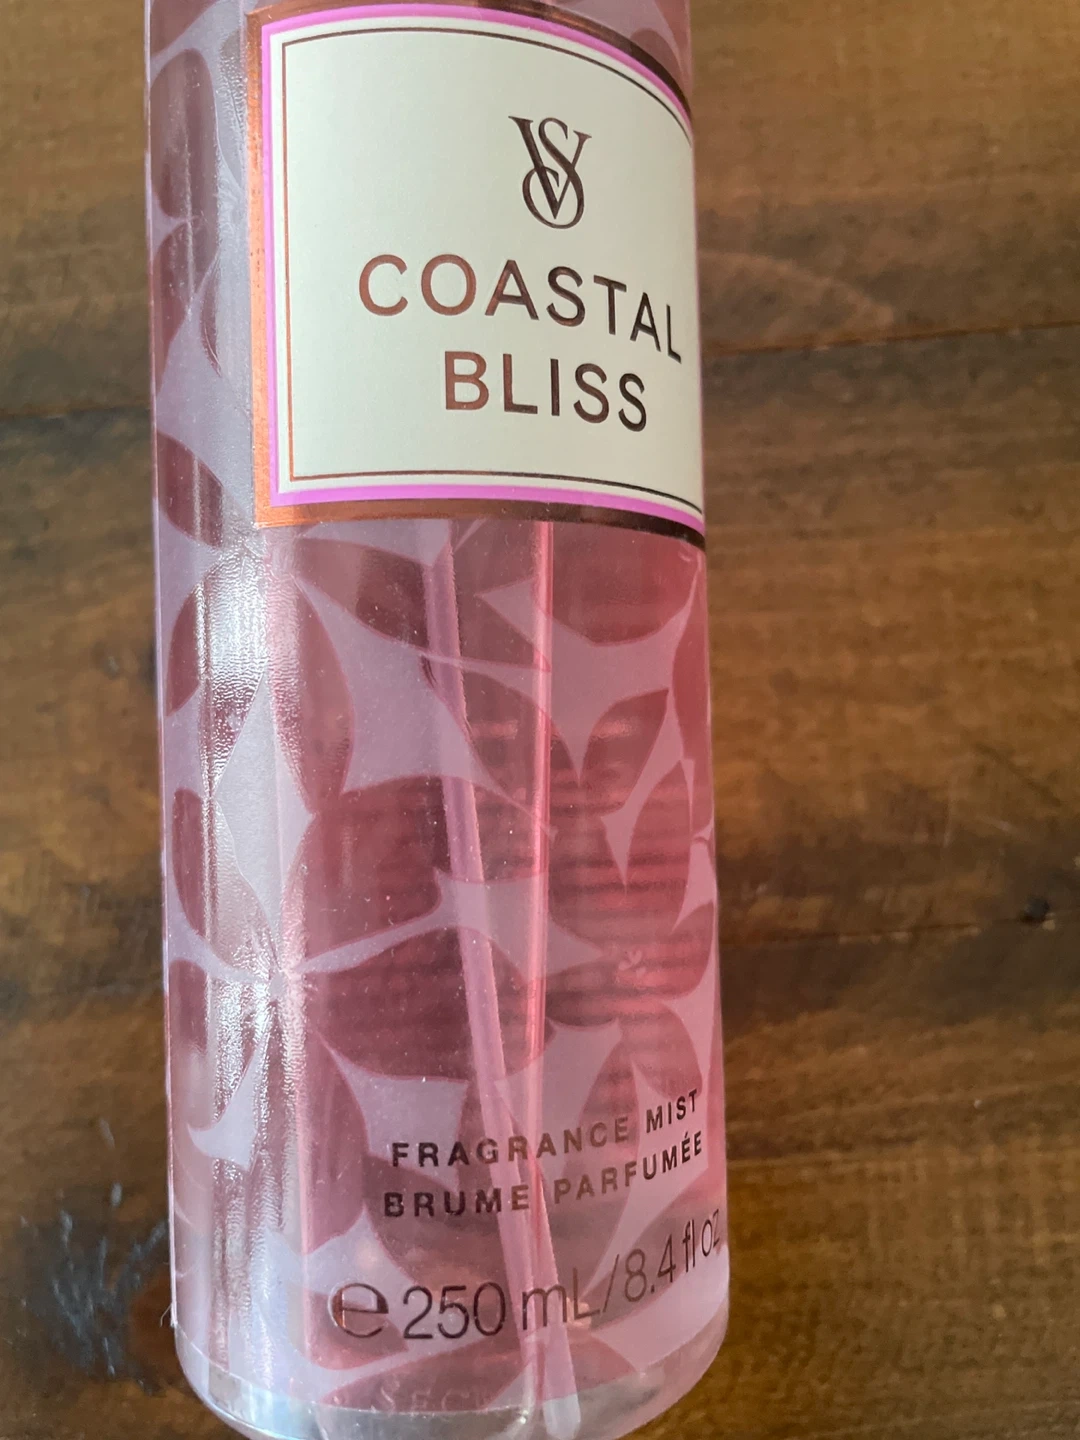 VS
COASTAL
BLISS
FRAGRANCE MIST
BRUME PARFUMÉE
℮ 250 mL/8.4 fl oz